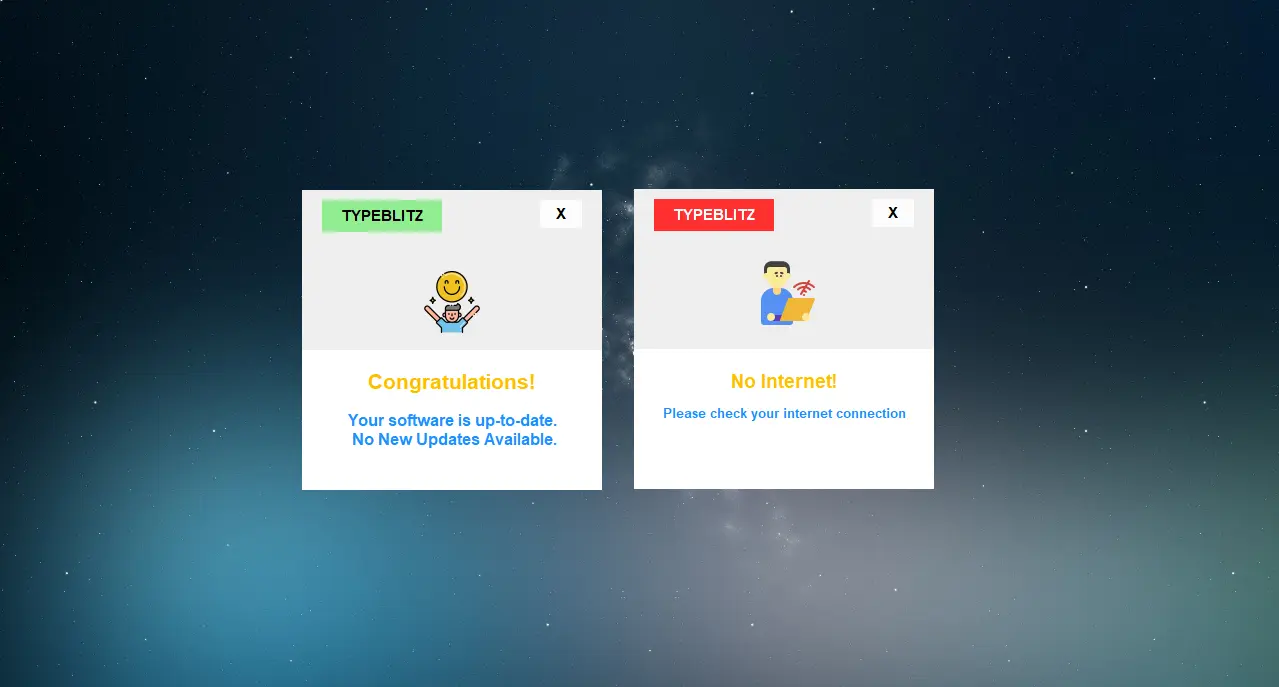 TYPEBLITZ
X
Congratulations!
Your software is up-to-date.
No New Updates Available.
TYPEBLITZ
X
No Internet!
Please check your internet connection